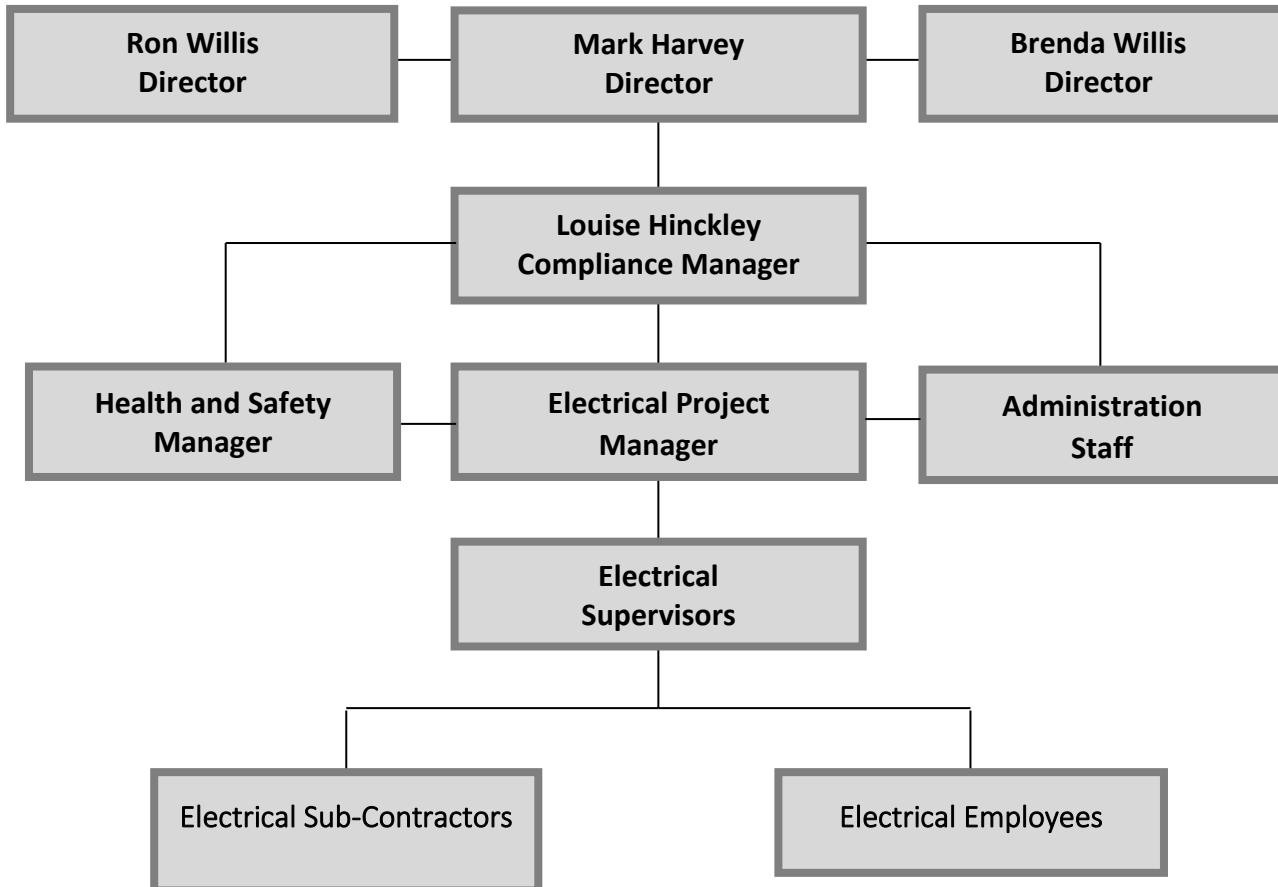 Ron Willis
Director
Mark Harvey
Director
Brenda Willis
Director
Louise Hinckley
Compliance Manager
Health and Safety
Manager
Electrical Project
Manager
Administration
Staff
Electrical
Supervisors
Electrical Sub-Contractors
Electrical Employees